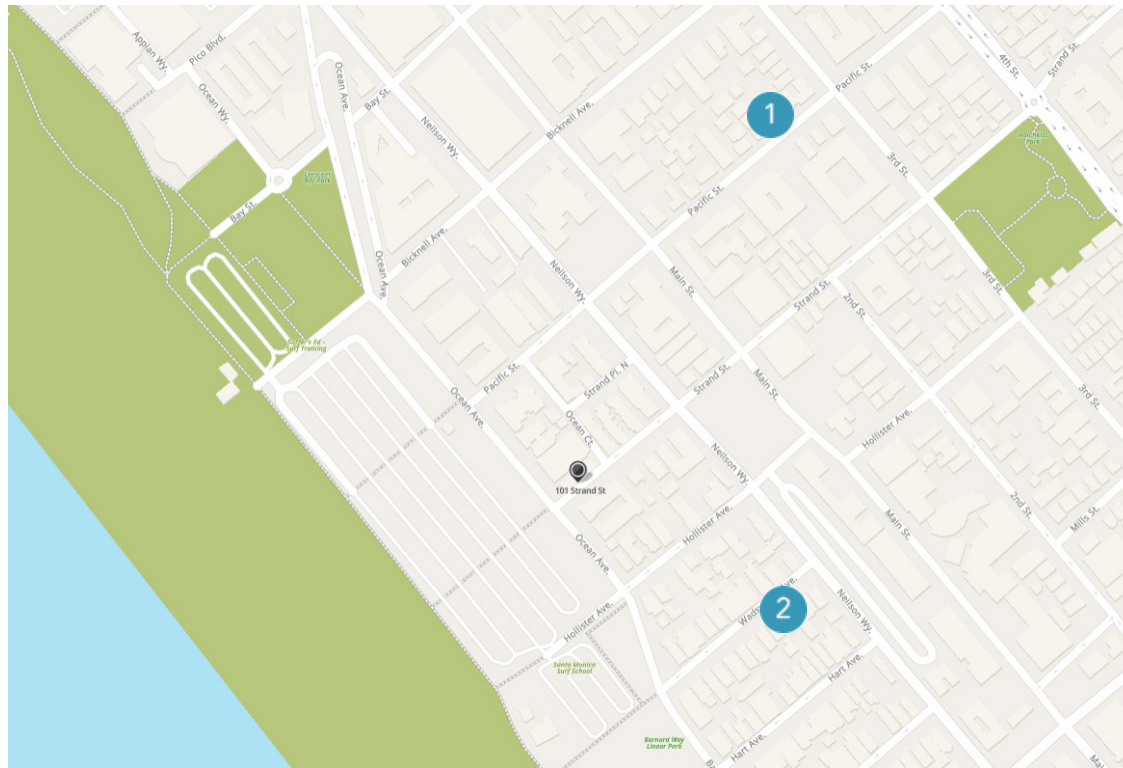 Appian Wy.
Pico Blvd.
Ocean Wy.
Ocean Ave.
Bay St.
Neilson Wy.
Bicknell Ave.
1
Pacific St.
4th St.
Strand St.
Hotchkiss
Park
3rd St.
Bay St.
Bicknell Ave.
Ocean Ave.
Neilson Wy.
Pacific St.
Main St.
Strand St.
2nd St.
3rd St.
Surf Training
Pacific St.
Strand Pl. N
Strand St.
Main St.
Ocean Ave.
Ocean Ct.
Hollister Ave.
3rd St.
Neilson Wy.
101 Strand St
Hollister Ave.
Main St.
2nd St.
Mills St.
Ocean Ave.
2
Hollister Ave.
Neilson Wy.
Santa Monica
Surf School
Hart Ave.
Barnard Way
Linear Park
Hart Ave.